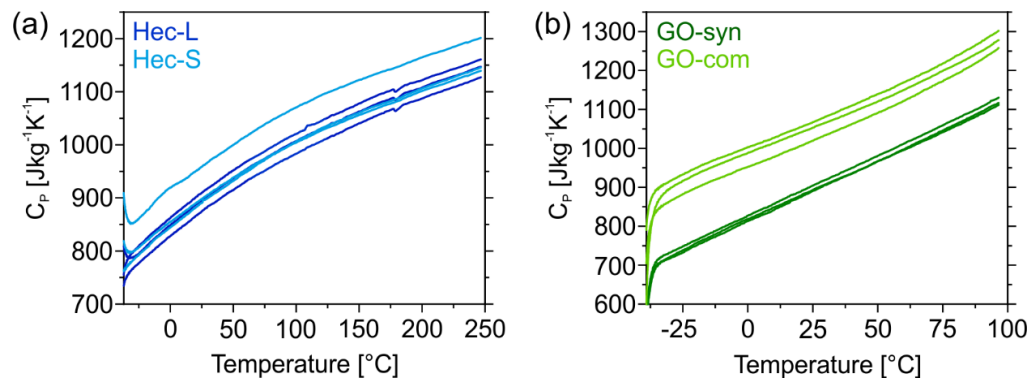 (a)
Hec-L
Hec-S
1200
1100
1000
900
800
700
0 50 100 150 200 250
Cₚ [Jkg⁻¹K⁻¹]
Temperature [°C]
(b)
GO-syn
GO-com
1300
1200
1100
1000
900
800
700
600
-25 0 25 50 75 100
Cₚ [Jkg⁻¹K⁻¹]
Temperature [°C]